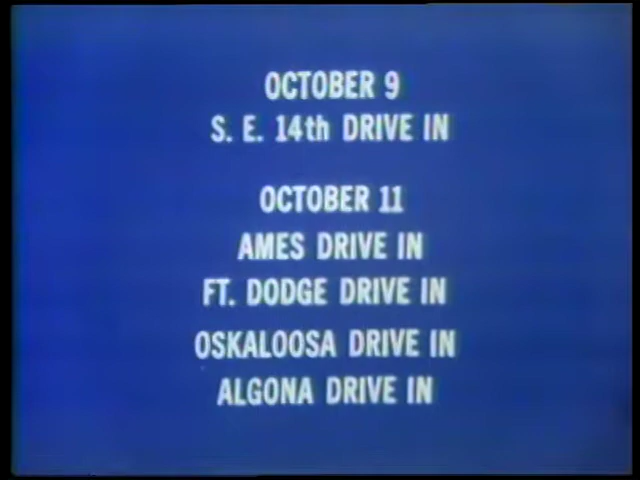 OCTOBER 9
S. E. 14th DRIVE IN
OCTOBER 11
AMES DRIVE IN
FT. DODGE DRIVE IN
OSKALOOSA DRIVE IN
ALGONA DRIVE IN